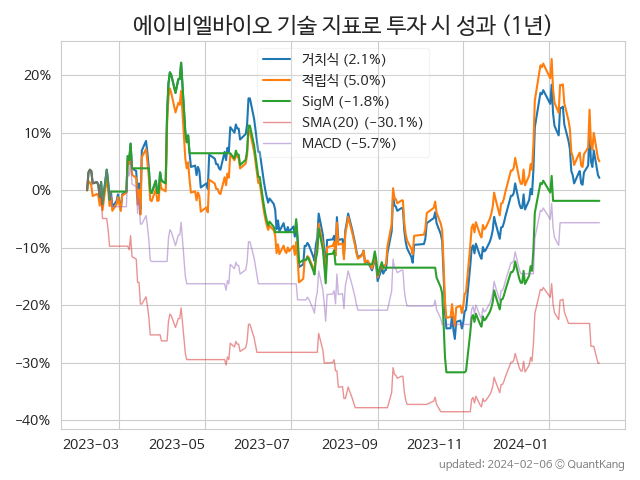 에이비엘바이오 기술 지표로 투자 시 성과 (1년)
거치식 (2.1%)
적립식 (5.0%)
SigM (−1.8%)
SMA(20) (−30.1%)
MACD (−5.7%)
20%
10%
0%
−10%
−20%
−30%
−40%
2023-03 2023-05 2023-07 2023-09 2023-11 2024-01
updated: 2024-02-06 © QuantKang